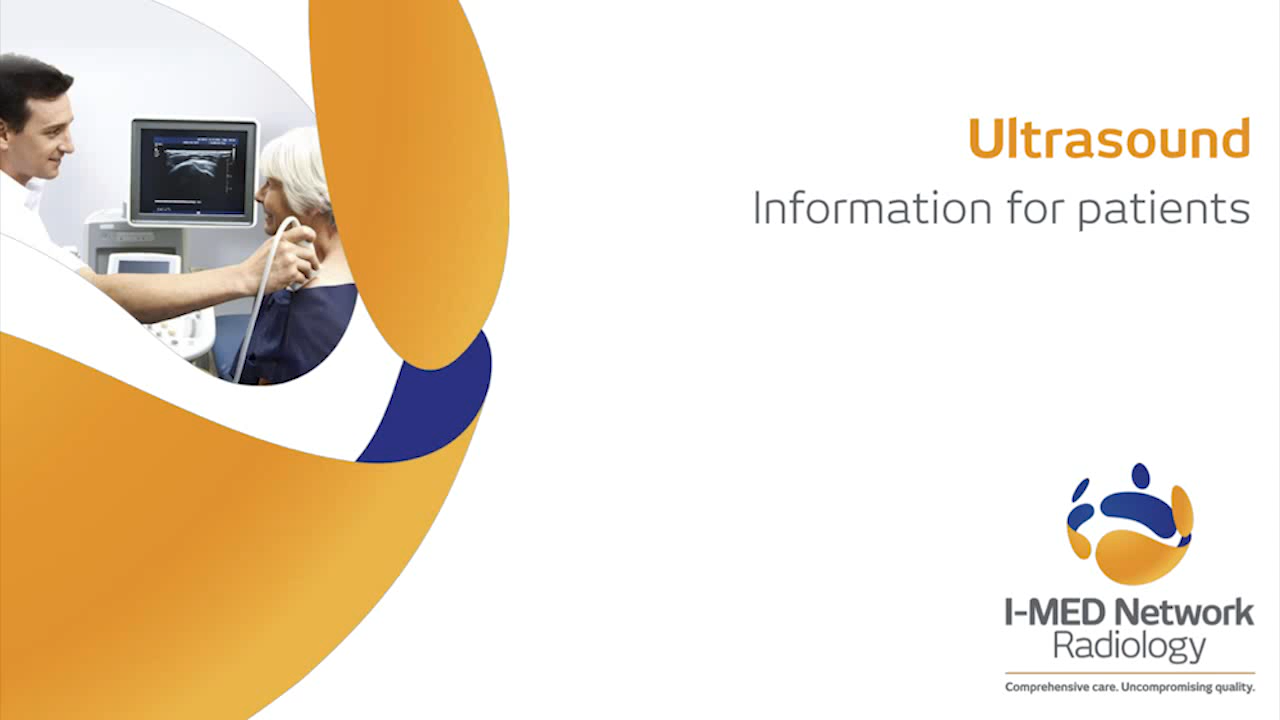 Ultrasound
Information for patients
I-MED Network
Radiology
Comprehensive care. Uncompromising quality.